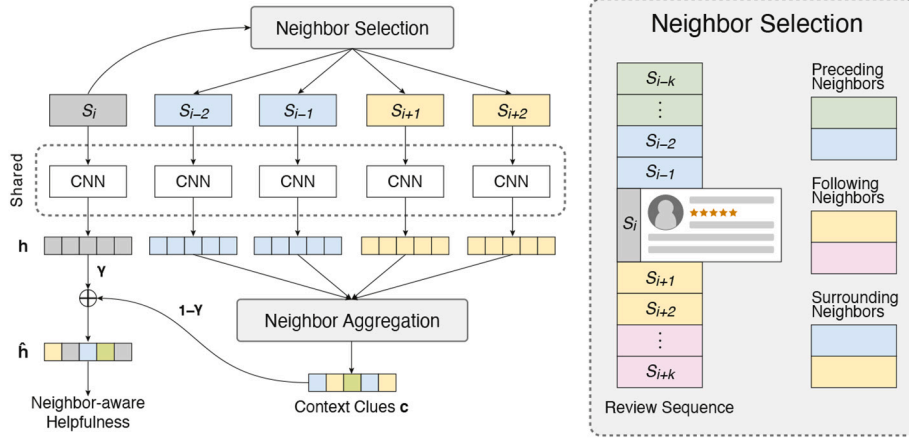 Neighbor Selection
S_i
S_{i-2}
S_{i-1}
S_{i+1}
S_{i+2}
Shared
CNN
CNN
CNN
CNN
CNN
h
γ
1-γ
Neighbor Aggregation
ĥ
Neighbor-aware
Helpfulness
Context Clues c
Neighbor Selection
S_{i-k}
⋮
S_{i-2}
S_{i-1}
S_i
S_{i+1}
S_{i+2}
⋮
S_{i+k}
Review Sequence
Preceding
Neighbors
Following
Neighbors
Surrounding
Neighbors